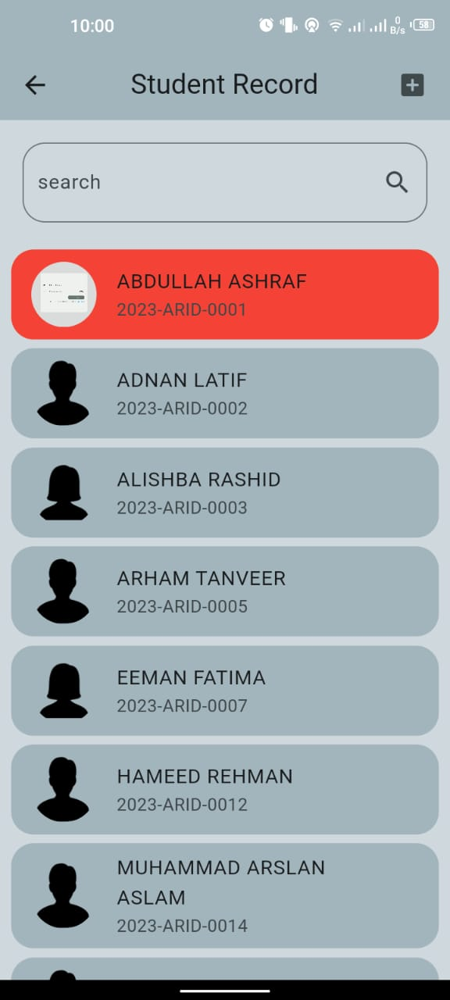 10:00
0
B/s
58
Student Record
search
ABDULLAH ASHRAF
2023-ARID-0001
ADNAN LATIF
2023-ARID-0002
ALISHBA RASHID
2023-ARID-0003
ARHAM TANVEER
2023-ARID-0005
EEMAN FATIMA
2023-ARID-0007
HAMEED REHMAN
2023-ARID-0012
MUHAMMAD ARSLAN
ASLAM
2023-ARID-0014